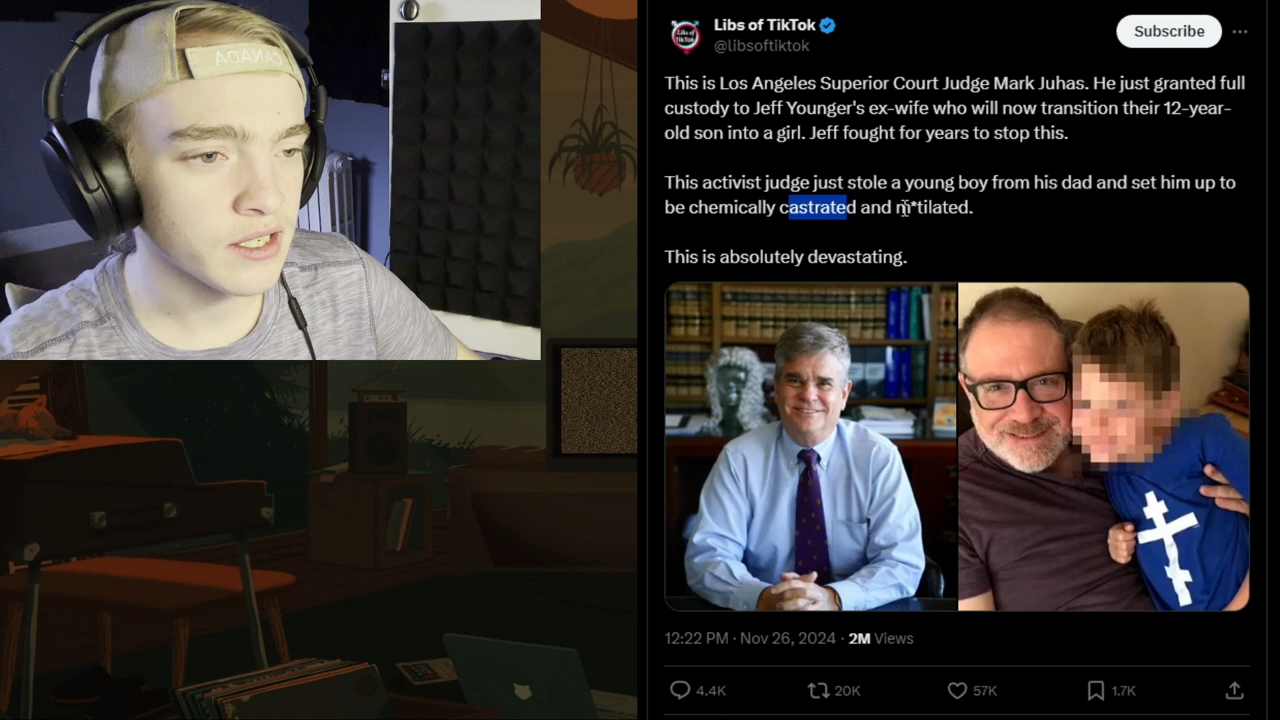 CANADA
Libs of TikTok
@libsoftiktok
Subscribe
This is Los Angeles Superior Court Judge Mark Juhas. He just granted full
custody to Jeff Younger's ex-wife who will now transition their 12-year-
old son into a girl. Jeff fought for years to stop this.
This activist judge just stole a young boy from his dad and set him up to
be chemically castrated and m*tilated.
This is absolutely devastating.
12:22 PM · Nov 26, 2024 · 2M Views
4.4K
20K
57K
1.7K